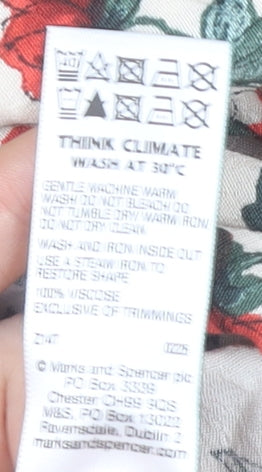 40
THINK CLIMATE
WASH AT 30°C
GENTLE MACHINE WARM
WASH DO NOT BLEACH DO
NOT TUMBLE DRY WARM IRON
DO NOT DRY CLEAN
WASH AND IRON INSIDE OUT
USE A STEAM IRON TO
RESTORE SHAPE
100% VISCOSE
EXCLUSIVE OF TRIMMINGS
0225
© Marks and Spencer plc
PO Box 3339
Chester CH99 9QS
M&S, PO Box
Dublin 2
marksandspencer.com